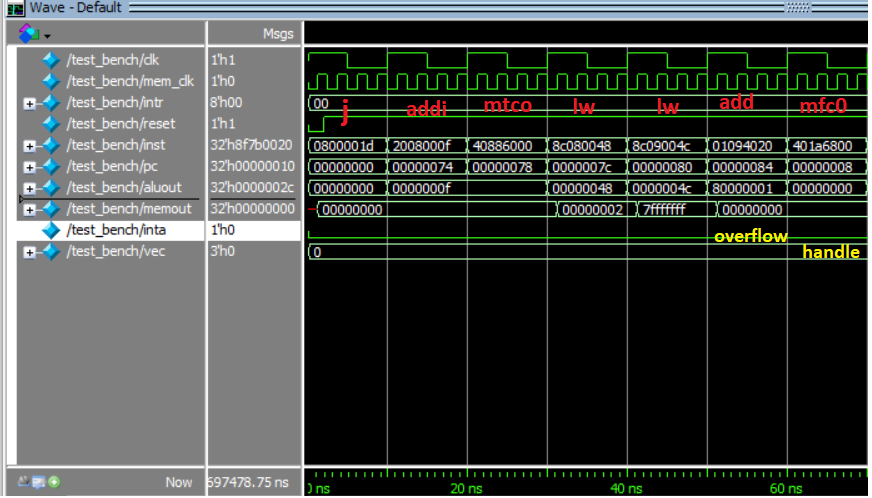 Wave - Default
Msgs
/test_bench/clk 1'h1
/test_bench/mem_clk 1'h0
/test_bench/intr 8'h00 00
j addi mtco lw lw add mfc0
/test_bench/reset 1'h1
/test_bench/inst 32'h8f7b0020 0800001d 2008000f 40886000 8c080048 8c09004c 01094020 401a6800
/test_bench/pc 32'h00000010 00000000 00000074 00000078 0000007c 00000080 00000084 00000008
/test_bench/aluout 32'h0000002c 00000000 0000000f 00000048 0000004c 80000001 00000000
/test_bench/memout 32'h00000000 00000000 00000002 7fffffff 00000000
/test_bench/inta 1'h0
overflow
/test_bench/vec 3'h0 0 handle
Now 697478.75 ns
0 ns 20 ns 40 ns 60 ns